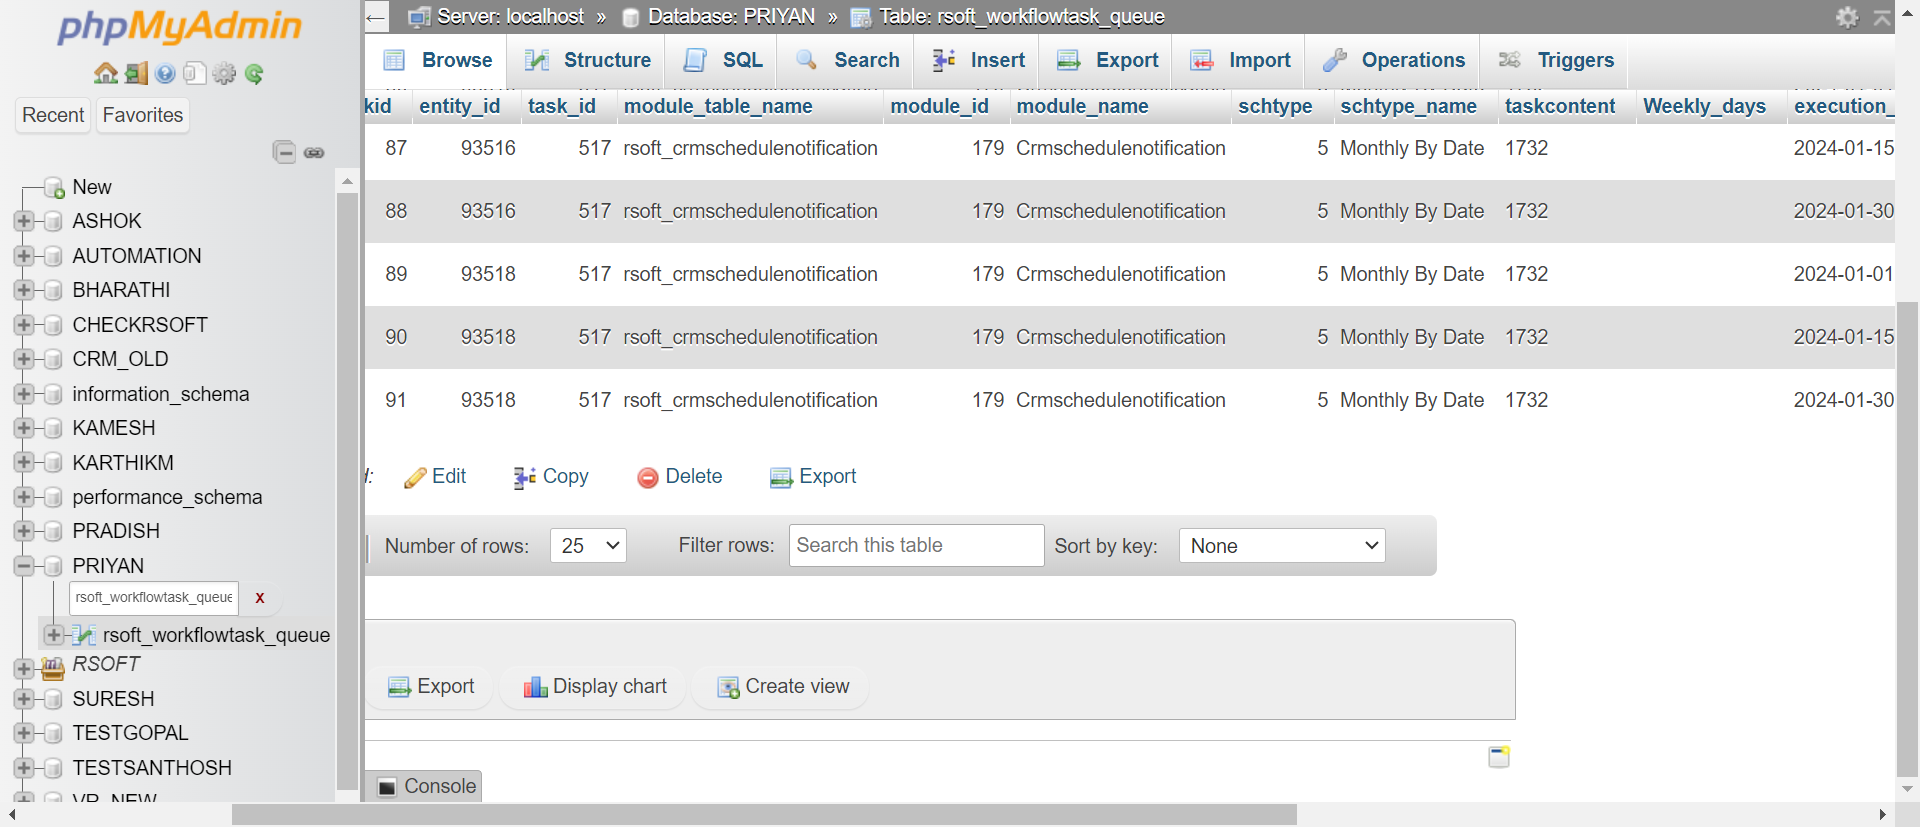 phpMyAdmin
Recent
Favorites
New
ASHOK
AUTOMATION
BHARATHI
CHECKRSOFT
CRM_OLD
information_schema
KAMESH
KARTHIKM
performance_schema
PRADISH
PRIYAN
rsoft_workflowtask_queue
x
rsoft_workflowtask_queue
RSOFT
SURESH
TESTGOPAL
TESTSANTHOSH
VR_NEW
Server: localhost » Database: PRIYAN » Table: rsoft_workflowtask_queue
Browse Structure SQL Search Insert Export Import Operations Triggers
kid entity_id task_id module_table_name module_id module_name schtype schtype_name taskcontent Weekly_days execution_
87 93516 517 rsoft_crmschedulenotification 179 Crmschedulenotification 5 Monthly By Date 1732 2024-01-15
88 93516 517 rsoft_crmschedulenotification 179 Crmschedulenotification 5 Monthly By Date 1732 2024-01-30
89 93518 517 rsoft_crmschedulenotification 179 Crmschedulenotification 5 Monthly By Date 1732 2024-01-01
90 93518 517 rsoft_crmschedulenotification 179 Crmschedulenotification 5 Monthly By Date 1732 2024-01-15
91 93518 517 rsoft_crmschedulenotification 179 Crmschedulenotification 5 Monthly By Date 1732 2024-01-30
Edit Copy Delete Export
Number of rows: 25 Filter rows: Search this table Sort by key: None
Export Display chart Create view
Console